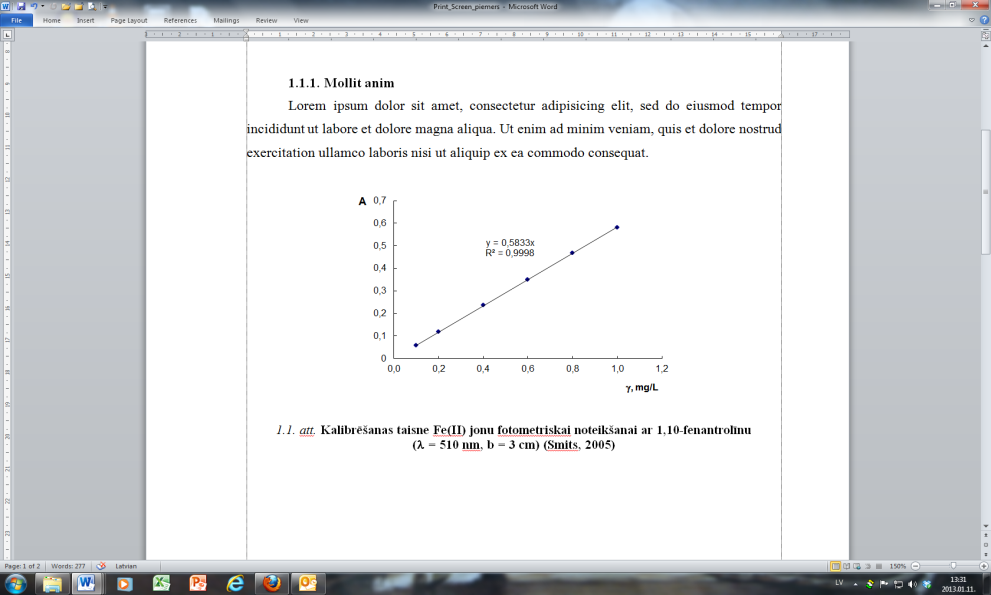 Print_Screen_piemers - Microsoft Word
File Home Insert Page Layout References Mailings Review View
1.1.1. Mollit anim
Lorem ipsum dolor sit amet, consectetur adipisicing elit, sed do eiusmod tempor
incididunt ut labore et dolore magna aliqua. Ut enim ad minim veniam, quis et dolore nostrud
exercitation ullamco laboris nisi ut aliquip ex ea commodo consequat.
A
0,7
0,6
0,5
0,4
0,3
0,2
0,1
0
y = 0,5833x
R² = 0,9998
0,0 0,2 0,4 0,6 0,8 1,0 1,2
γ, mg/L
1.1. att. Kalibrēšanas taisne Fe(II) jonu fotometriskai noteikšanai ar 1,10-fenantrolīnu
(λ = 510 nm, b = 3 cm) (Smits, 2005)
Page: 1 of 2 Words: 277 Latvian 150%
LV 13:31
2013.01.11.